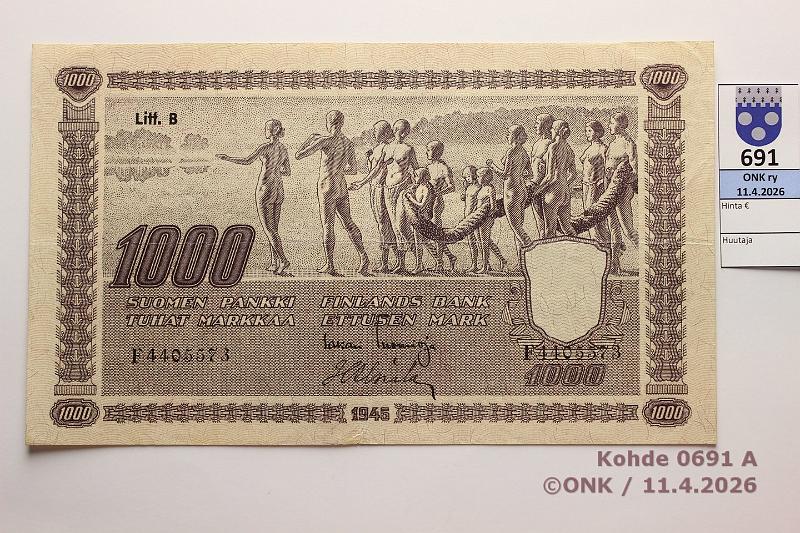 1000
1000
Litt. B
1000
SUOMEN PANKKI FINLANDS BANK
TUHAT MARKKAA ETTUSEN MARK
F4405573
F4405573
1000
1000
1945
1000
691
ONK ry
11.4.2026
Hinta €
Huutaja
Kohde 0691 A
©ONK / 11.4.2026